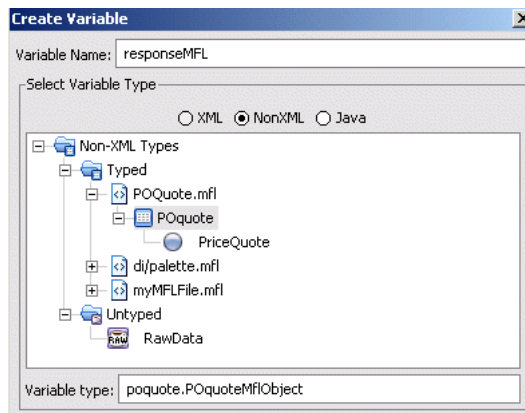 Create Variable
Variable Name: responseMFL
Select Variable Type
XML NonXML Java
Non-XML Types
Typed
POQuote.mfl
POquote
PriceQuote
di/palette.mfl
myMFLFile.mfl
Untyped
RAW RawData
Variable type: poquote.POquoteMflObject